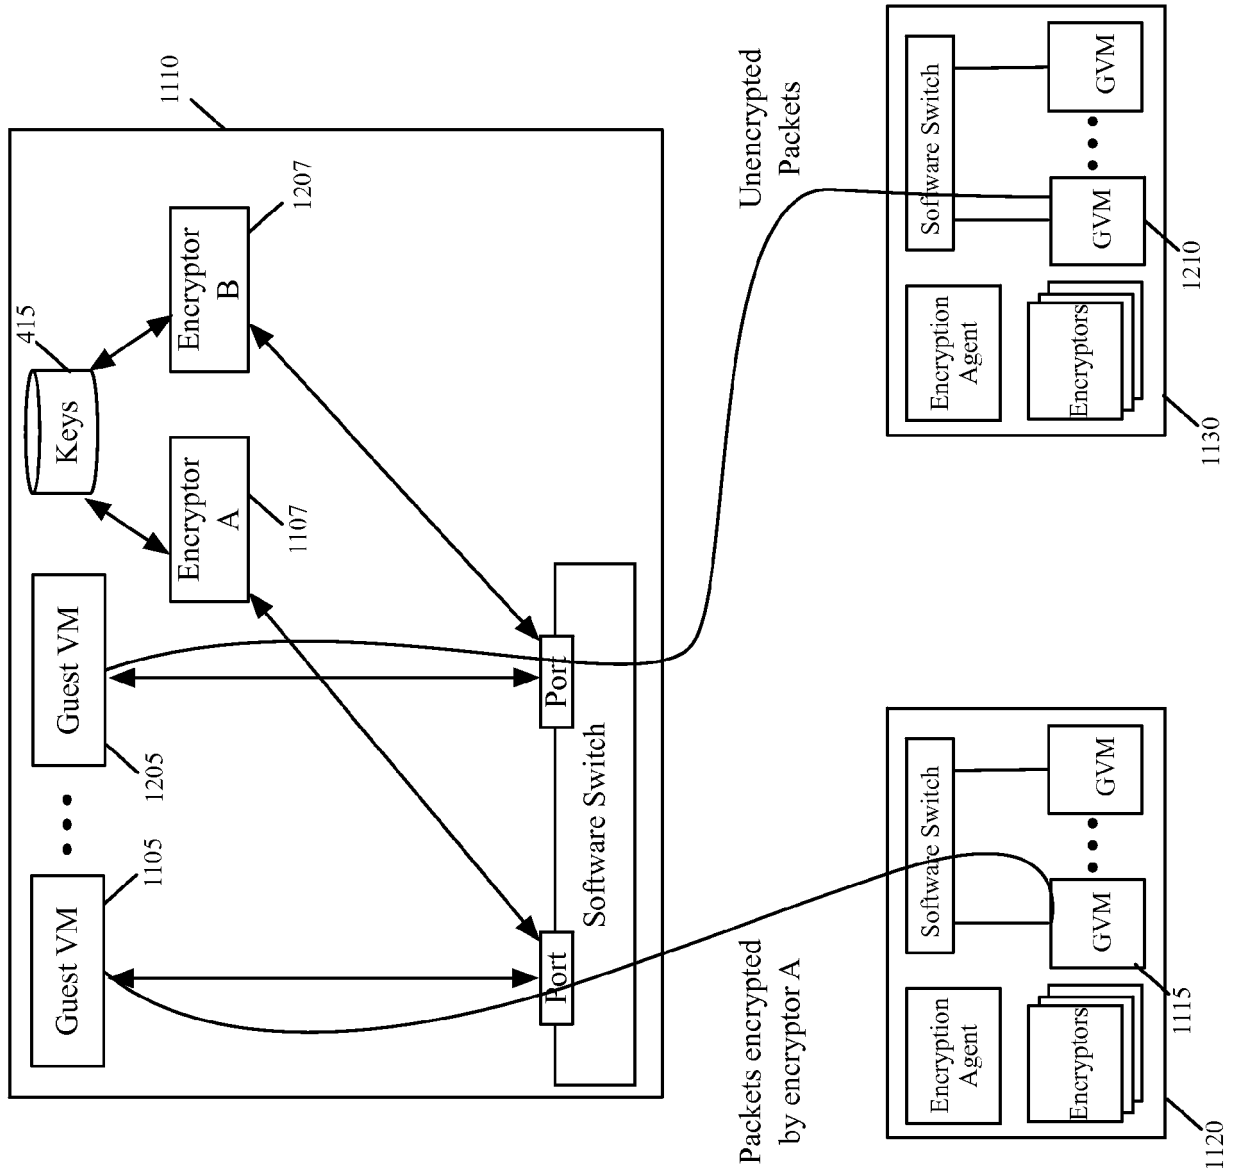 1110
415
Keys
Guest VM
1105
Guest VM
1205
Encryptor
A
1107
Encryptor
B
1207
Port
Port
Software Switch
Packets encrypted
by encryptor A
Unencrypted
Packets
Encryption
Agent
Software Switch
Encryptors
GVM
GVM
1120
1115
Encryption
Agent
Software Switch
Encryptors
GVM
GVM
1130
1210